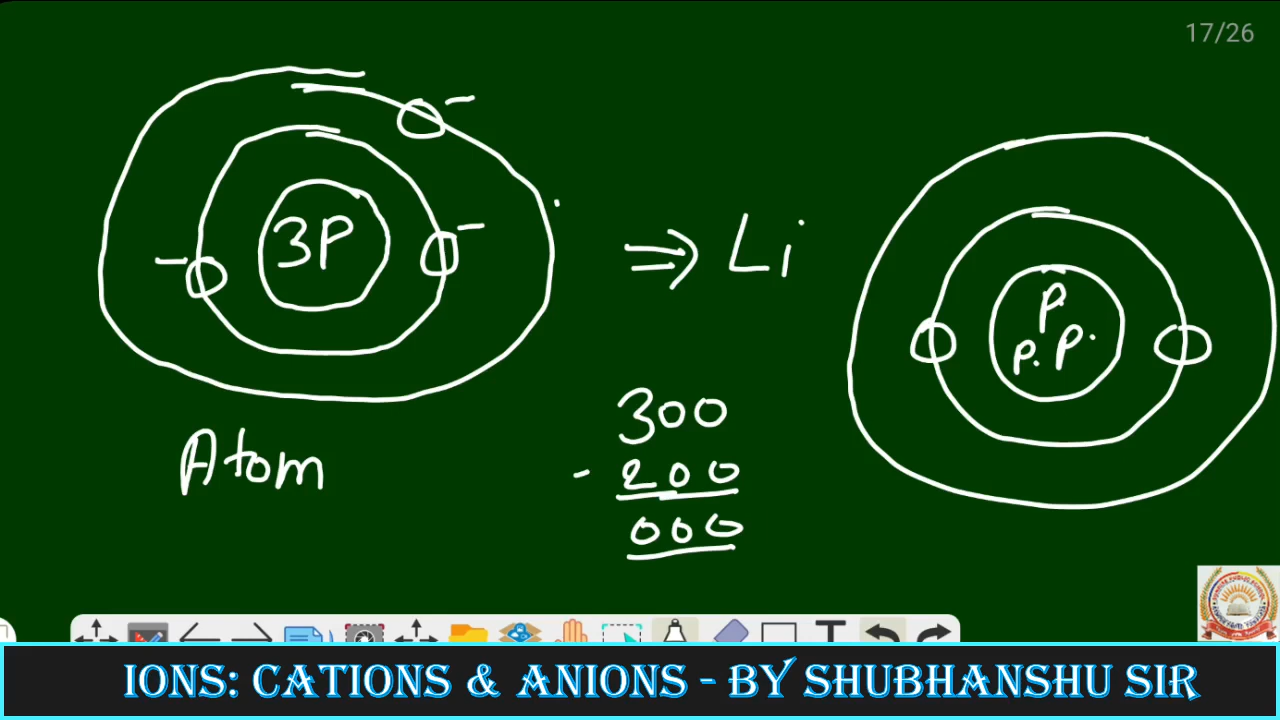 17/26
3P
⇒ Li
P.
P. P.
Atom
300
- 200
000
T
IONS: CATIONS & ANIONS - BY SHUBHANSHU SIR